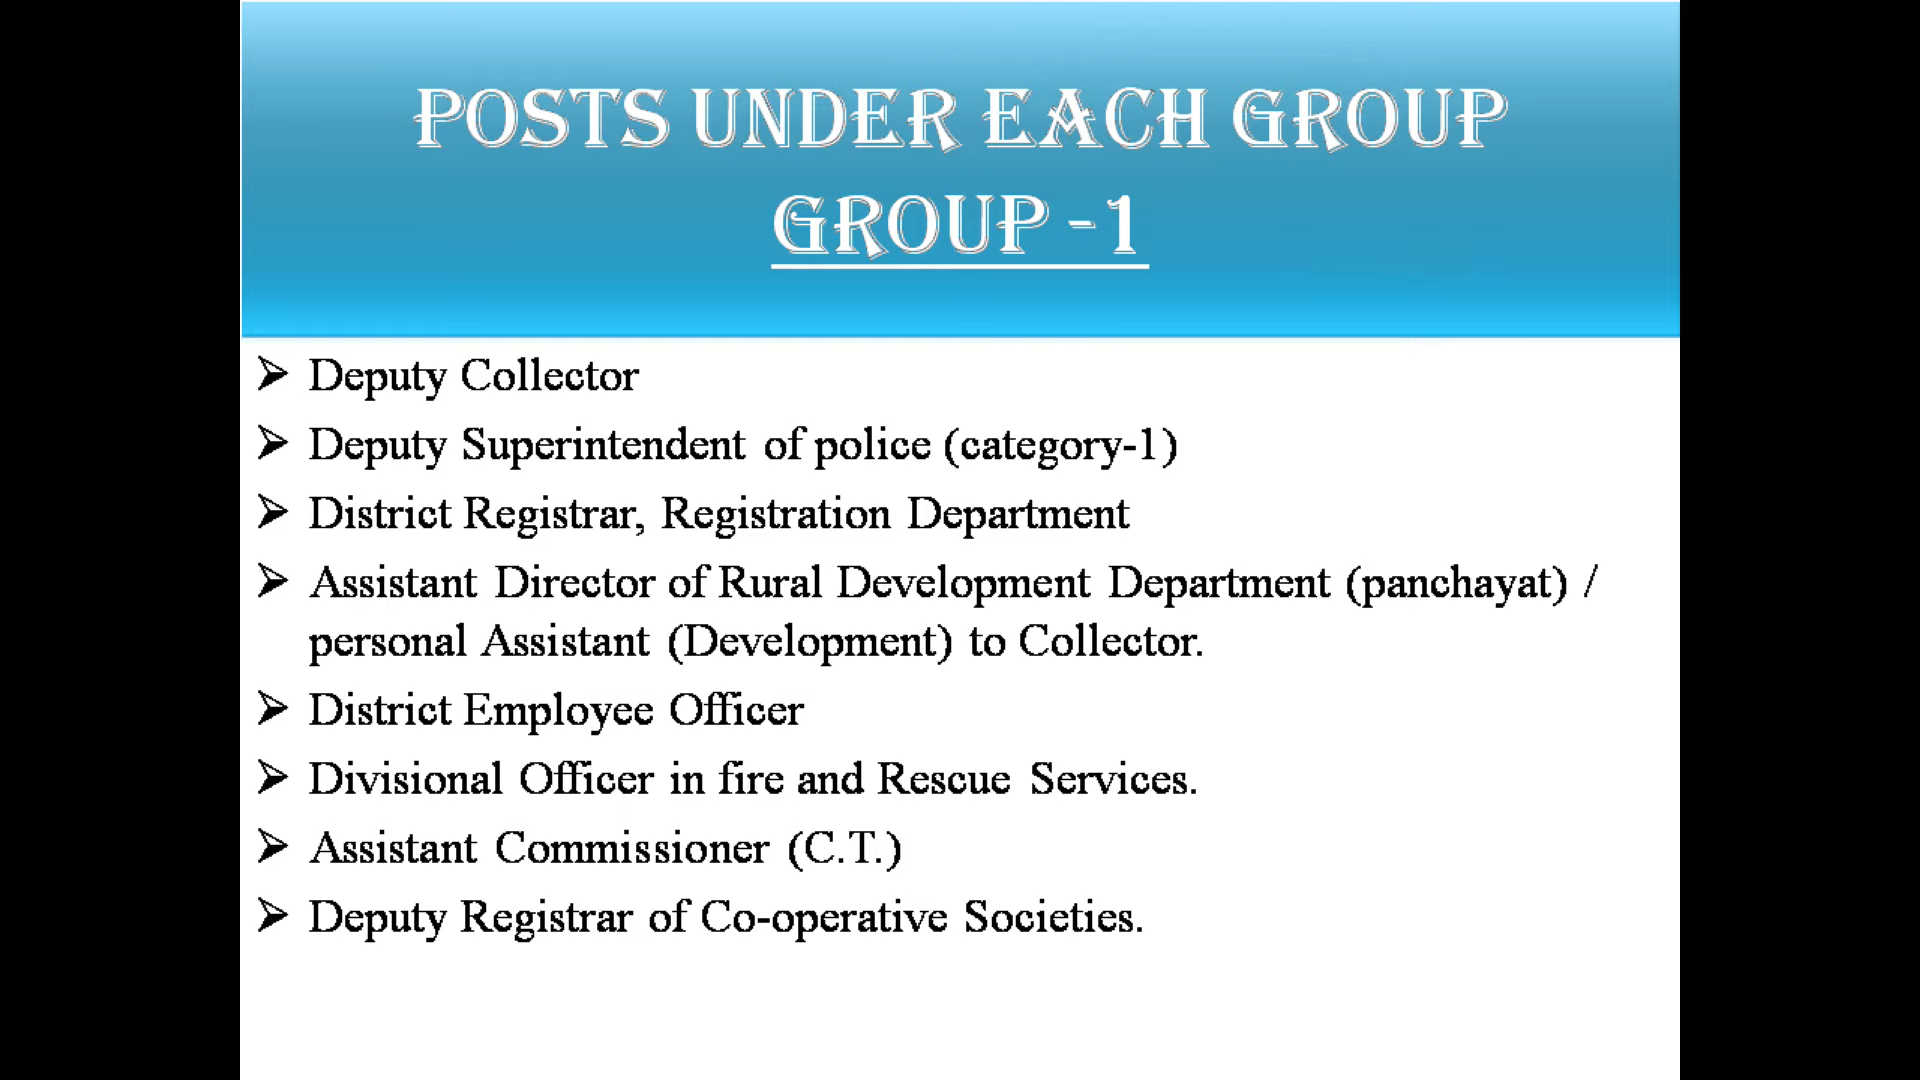 POSTS UNDER EACH GROUP
GROUP -1
➢ Deputy Collector
➢ Deputy Superintendent of police (category-1)
➢ District Registrar, Registration Department
➢ Assistant Director of Rural Development Department (panchayat) /
personal Assistant (Development) to Collector.
➢ District Employee Officer
➢ Divisional Officer in fire and Rescue Services.
➢ Assistant Commissioner (C.T.)
➢ Deputy Registrar of Co-operative Societies.